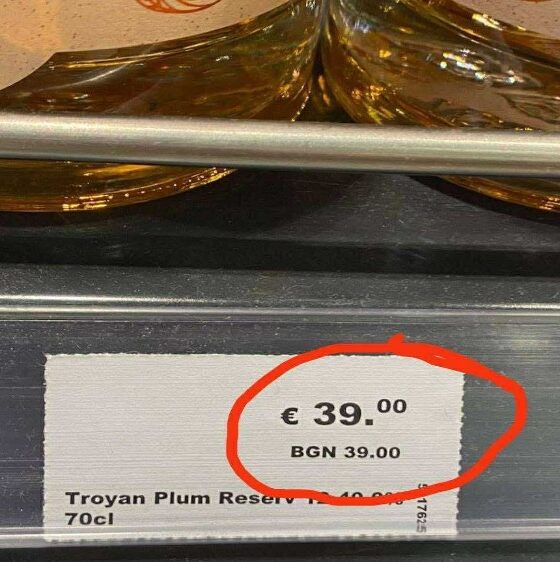 € 39.00
BGN 39.00
Troyan Plum Reserv
70cl